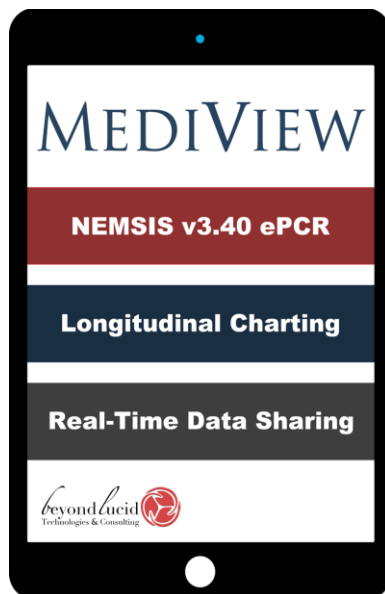 MEDIVIEW
NEMSIS v3.40 ePCR
Longitudinal Charting
Real-Time Data Sharing
beyond lucid
Technologies & Consulting